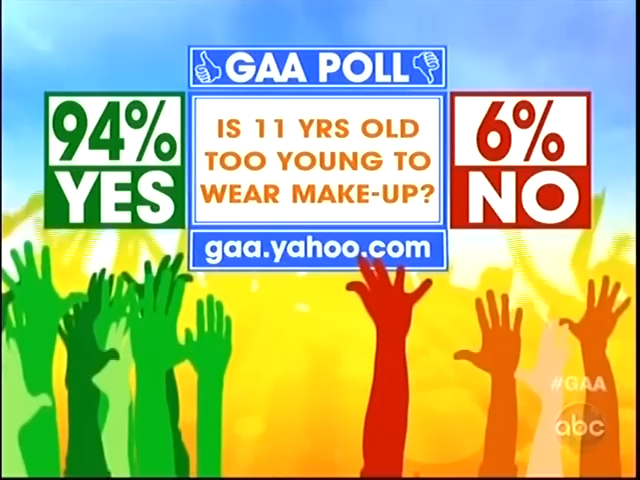 GAA POLL
94%
YES
IS 11 YRS OLD
TOO YOUNG TO
WEAR MAKE-UP?
6%
NO
gaa.yahoo.com
#GAA
abc